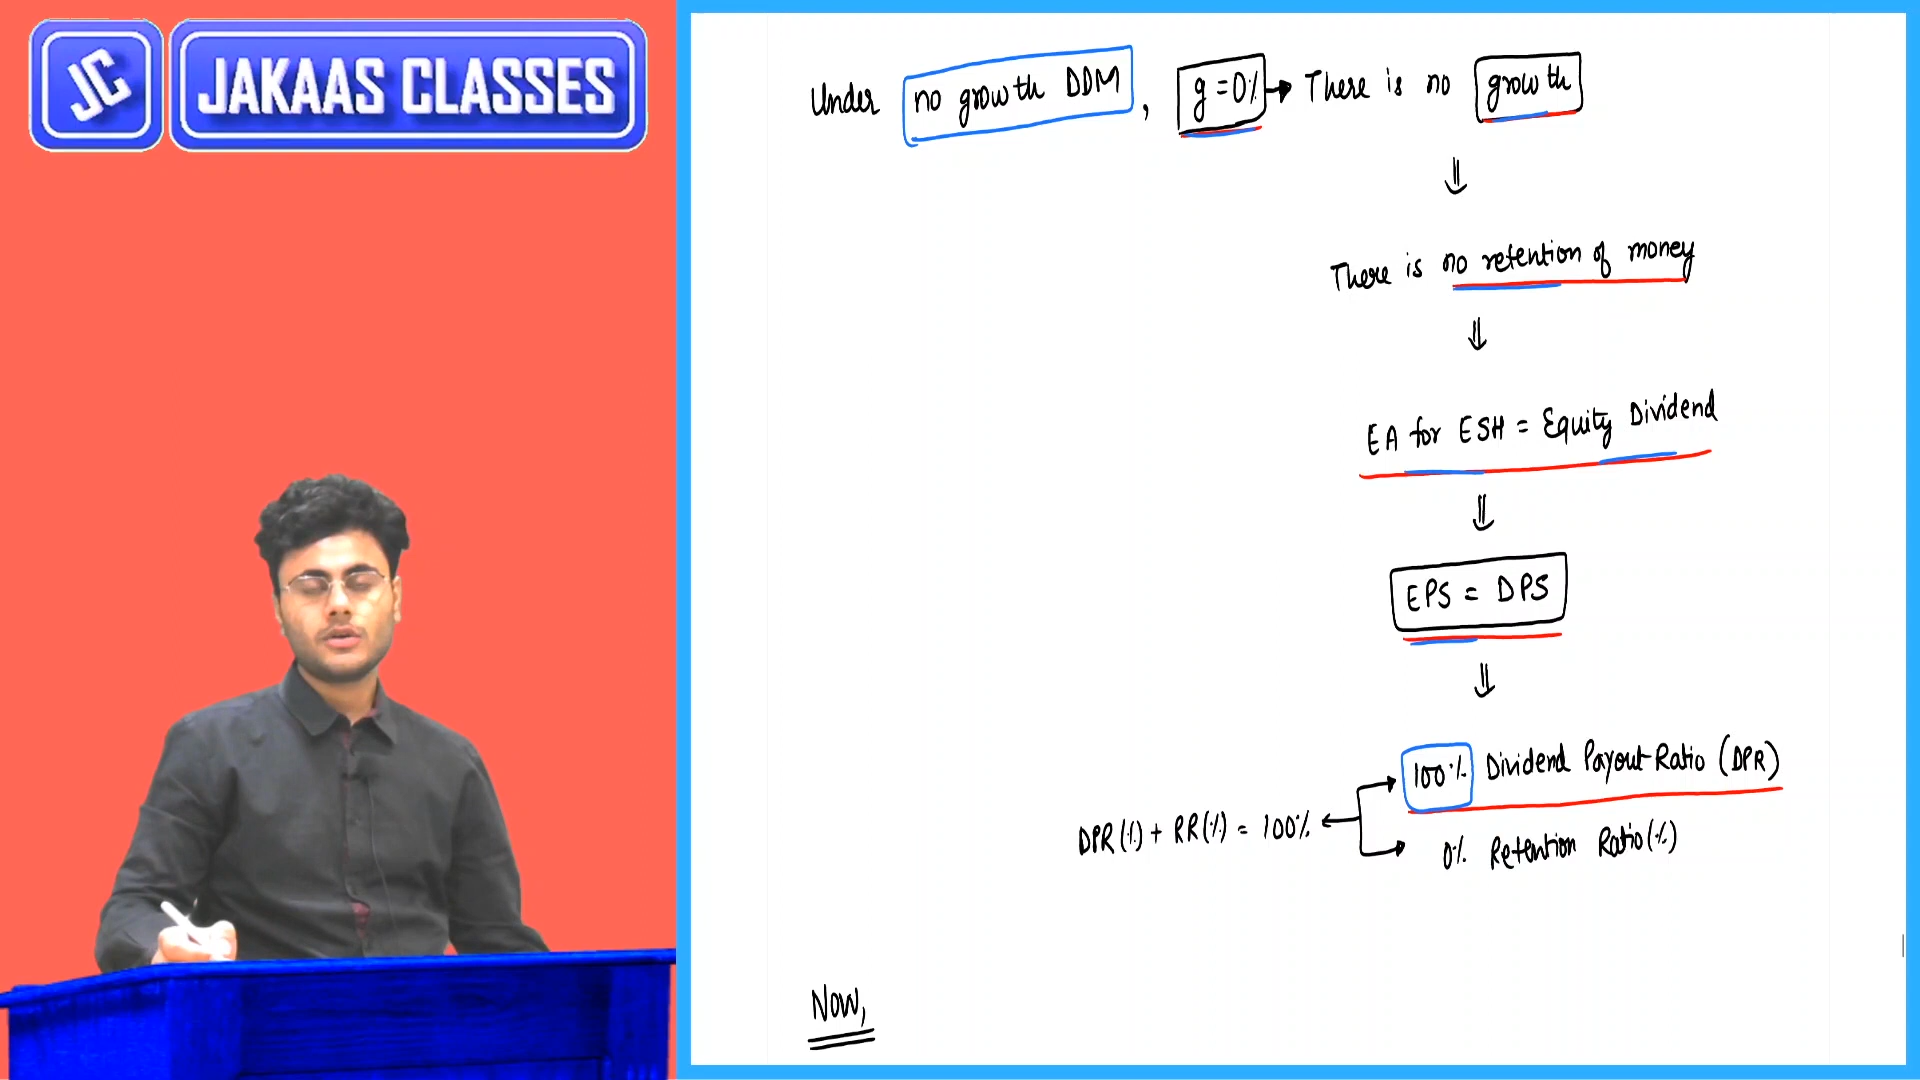 JC JAKAAS CLASSES
Under no growth DDM, g=0% → There is no growth
⇓
There is no retention of money
⇓
EA for ESH = Equity Dividend
⇓
EPS = DPS
⇓
100% Dividend Payout Ratio (DPR)
DPR(%) + RR(%) = 100%
0% Retention Ratio(%)
Now,